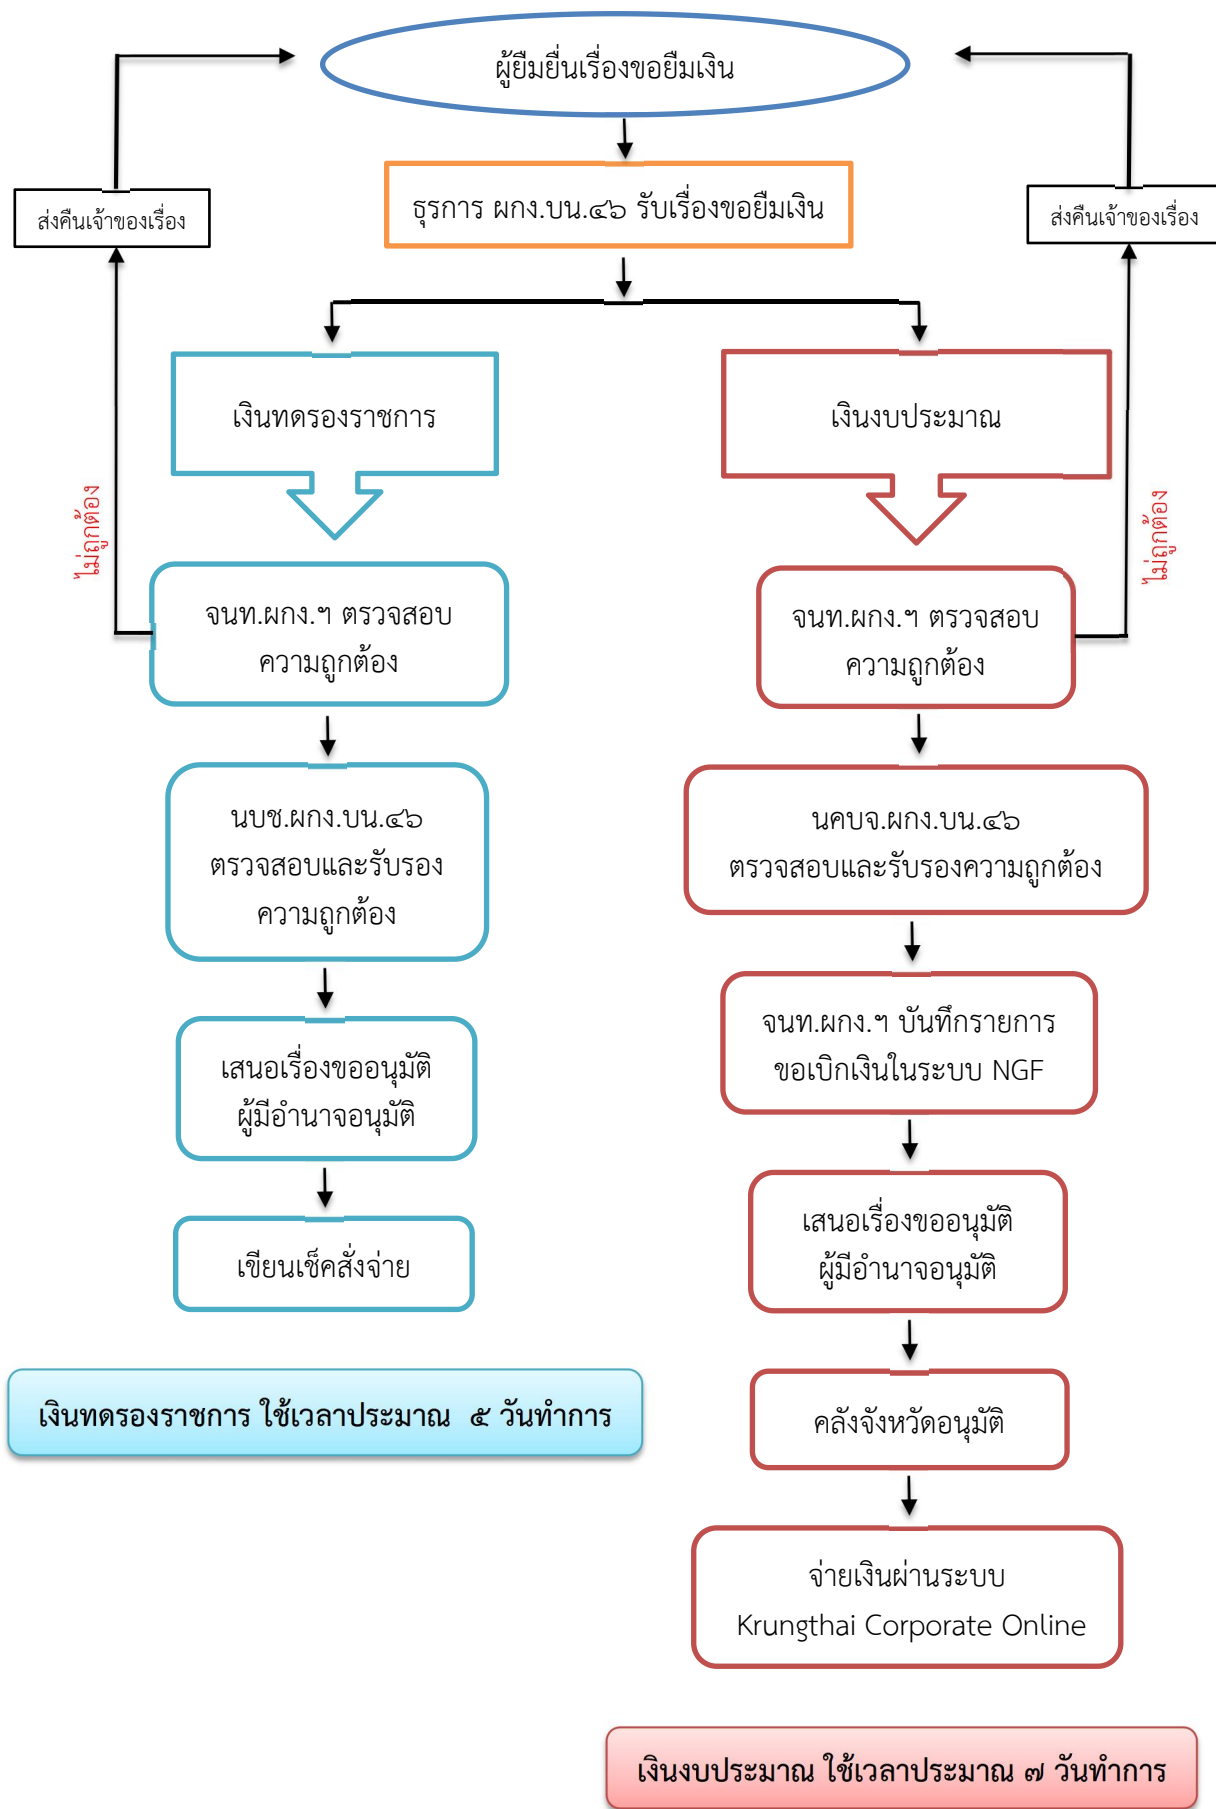 ผู้ยืมยื่นเรื่องขอยืมเงิน
ธุรการ ผกง.บน.๔๖ รับเรื่องขอยืมเงิน
ส่งคืนเจ้าของเรื่อง
ส่งคืนเจ้าของเรื่อง
เงินทดรองราชการ
ไม่ถูกต้อง
จนท.ผกง.ฯ ตรวจสอบ
ความถูกต้อง
นบช.ผกง.บน.๔๖
ตรวจสอบและรับรอง
ความถูกต้อง
เสนอเรื่องขออนุมัติ
ผู้มีอำนาจอนุมัติ
เขียนเช็คสั่งจ่าย
เงินทดรองราชการ ใช้เวลาประมาณ  ๕ วันทำการ
เงินงบประมาณ
ไม่ถูกต้อง
จนท.ผกง.ฯ ตรวจสอบ
ความถูกต้อง
นคบจ.ผกง.บน.๔๖
ตรวจสอบและรับรองความถูกต้อง
จนท.ผกง.ฯ บันทึกรายการ
ขอเบิกเงินในระบบ NGF
เสนอเรื่องขออนุมัติ
ผู้มีอำนาจอนุมัติ
คลังจังหวัดอนุมัติ
จ่ายเงินผ่านระบบ
Krungthai Corporate Online
เงินงบประมาณ ใช้เวลาประมาณ ๗ วันทำการ